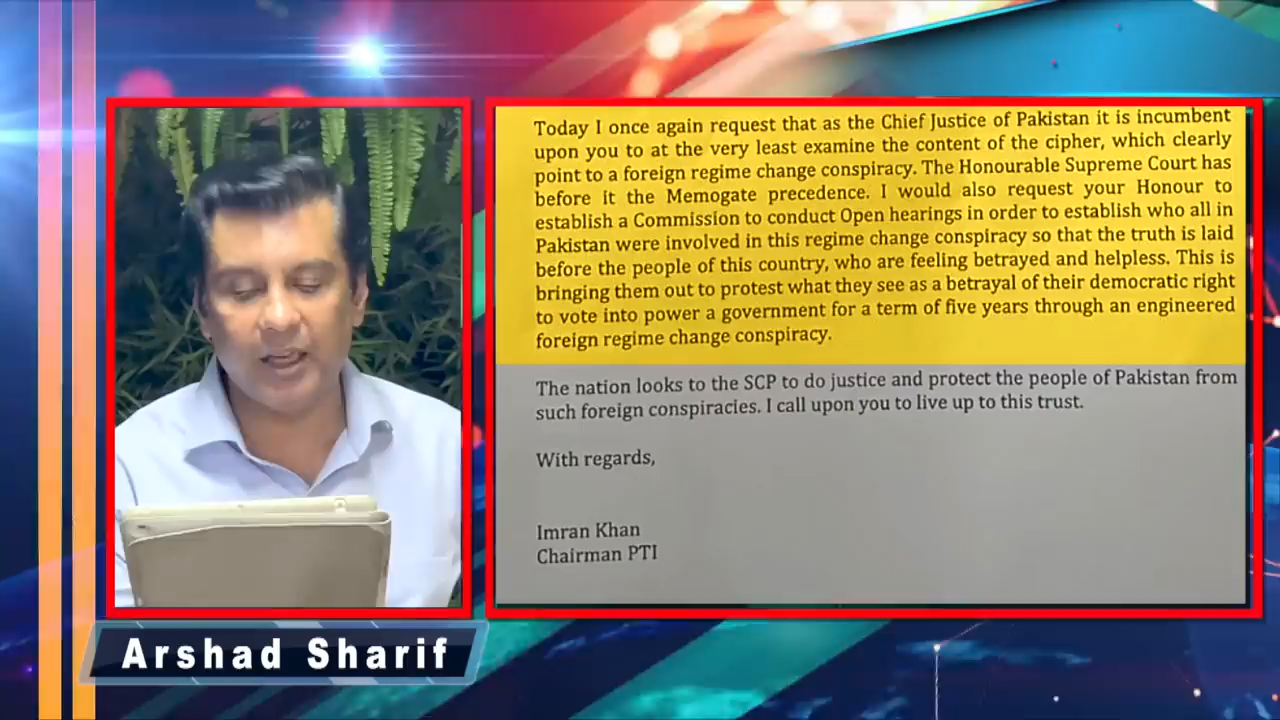 Today I once again request that as the Chief Justice of Pakistan it is incumbent
upon you to at the very least examine the content of the cipher, which clearly
point to a foreign regime change conspiracy. The Honourable Supreme Court has
before it the Memogate precedence. I would also request your Honour to
establish a Commission to conduct Open hearings in order to establish who all in
Pakistan were involved in this regime change conspiracy so that the truth is laid
before the people of this country, who are feeling betrayed and helpless. This is
bringing them out to protest what they see as a betrayal of their democratic right
to vote into power a government for a term of five years through an engineered
foreign regime change conspiracy.
The nation looks to the SCP to do justice and protect the people of Pakistan from
such foreign conspiracies. I call upon you to live up to this trust.
With regards,
Imran Khan
Chairman PTI
Arshad Sharif